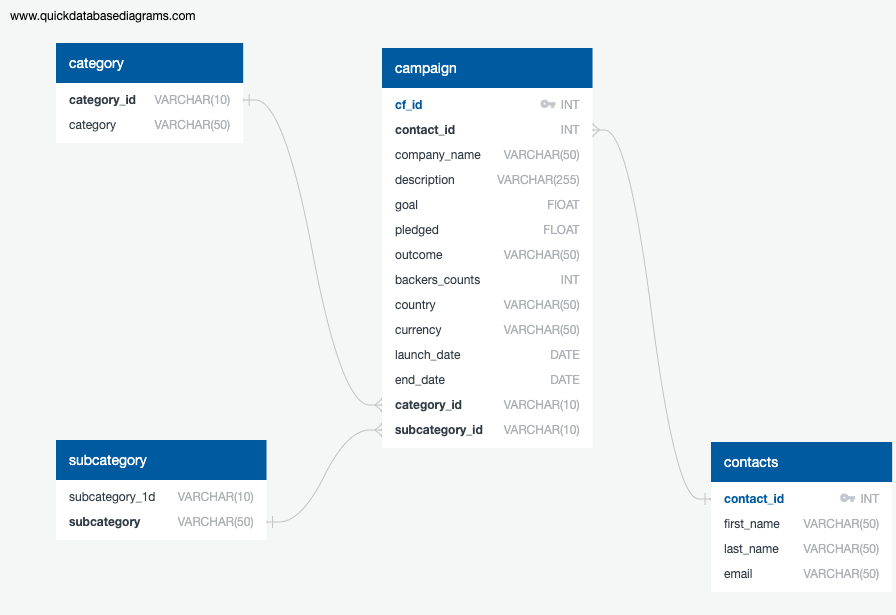 www.quickdatabasediagrams.com
category
category_id VARCHAR(10)
category VARCHAR(50)
campaign
cf_id INT
contact_id INT
company_name VARCHAR(50)
description VARCHAR(255)
goal FlOAT
pledged FLOAT
outcome VARCHAR(50)
backers_counts INT
country VARCHAR(50)
currency VARCHAR(50)
launch_date DATE
end_date DATE
category_id VARCHAR(10)
subcategory_id VARCHAR(10)
subcategory
subcategory_1d VARCHAR(10)
subcategory VARCHAR(50)
contacts
contact_id INT
first_name VARCHAR(50)
last_name VARCHAR(50)
email VARCHAR(50)